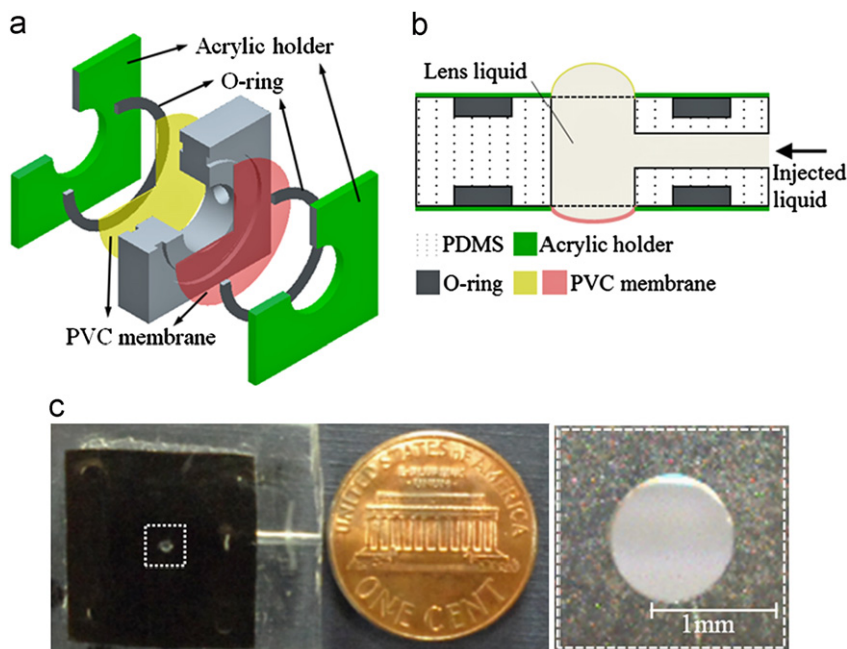 a
Acrylic holder
O-ring
PVC membrane
b
Lens liquid
Injected
liquid
PDMS
Acrylic holder
O-ring
PVC membrane
c
UNITED STATES OF AMERICA
ONE CENT
1mm